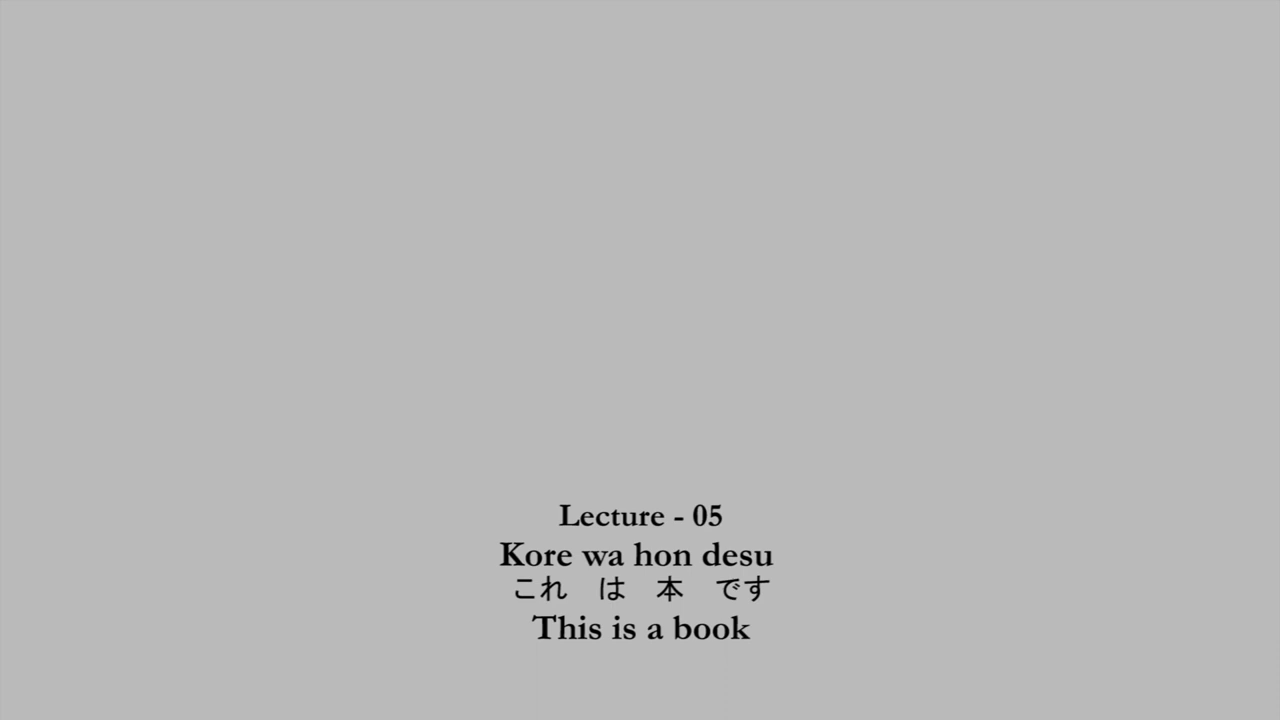 Lecture - 05
Kore wa hon desu
これ　は　本　です
This is a book